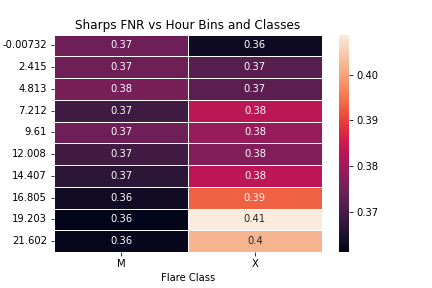 Sharps FNR vs Hour Bins and Classes
-0.00732 0.37 0.36
2.415 0.37 0.37
4.813 0.38 0.37
7.212 0.37 0.38
9.61 0.37 0.38
12.008 0.37 0.38
14.407 0.37 0.38
16.805 0.36 0.39
19.203 0.36 0.41
21.602 0.36 0.4
M X
Flare Class
0.40
0.39
0.38
0.37